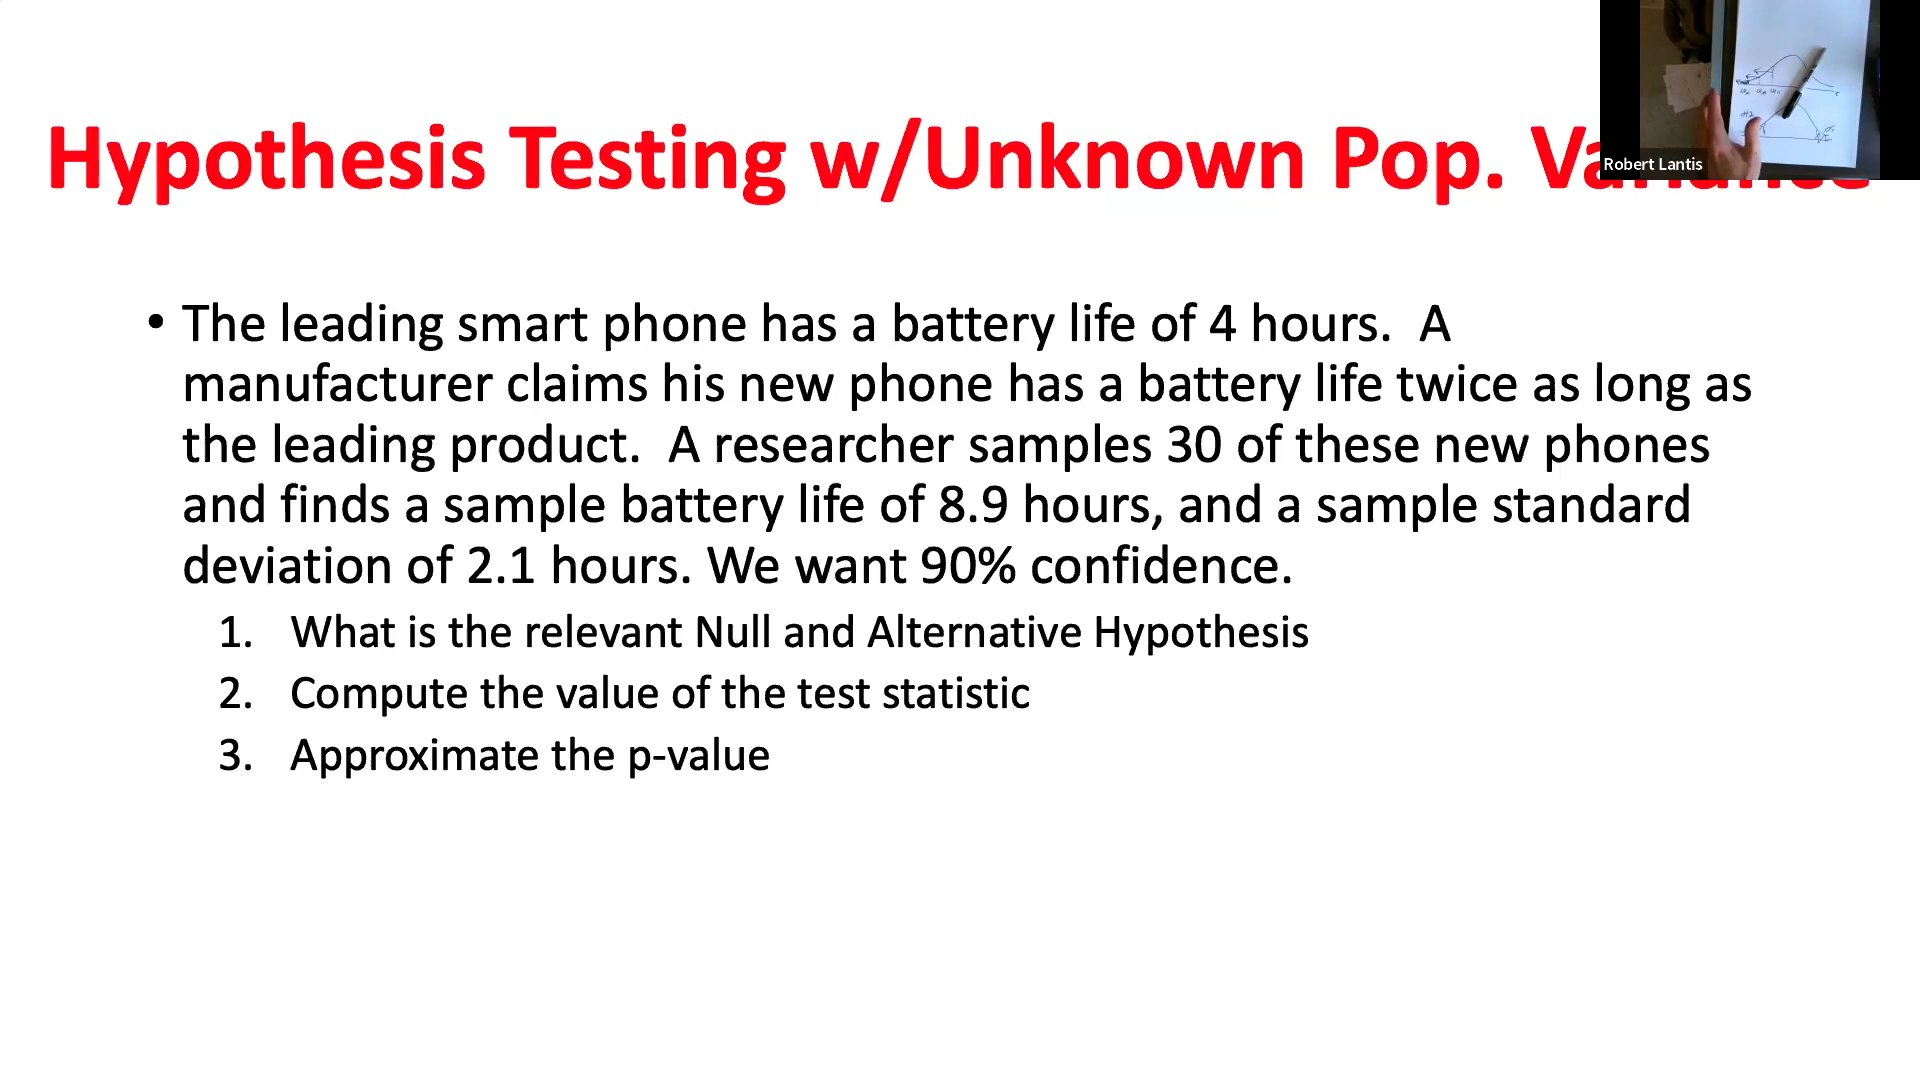 Hypothesis Testing w/Unknown Pop.
Robert Lantis
• The leading smart phone has a battery life of 4 hours.  A
manufacturer claims his new phone has a battery life twice as long as
the leading product.  A researcher samples 30 of these new phones
and finds a sample battery life of 8.9 hours, and a sample standard
deviation of 2.1 hours. We want 90% confidence.
1. What is the relevant Null and Alternative Hypothesis
2. Compute the value of the test statistic
3. Approximate the p-value